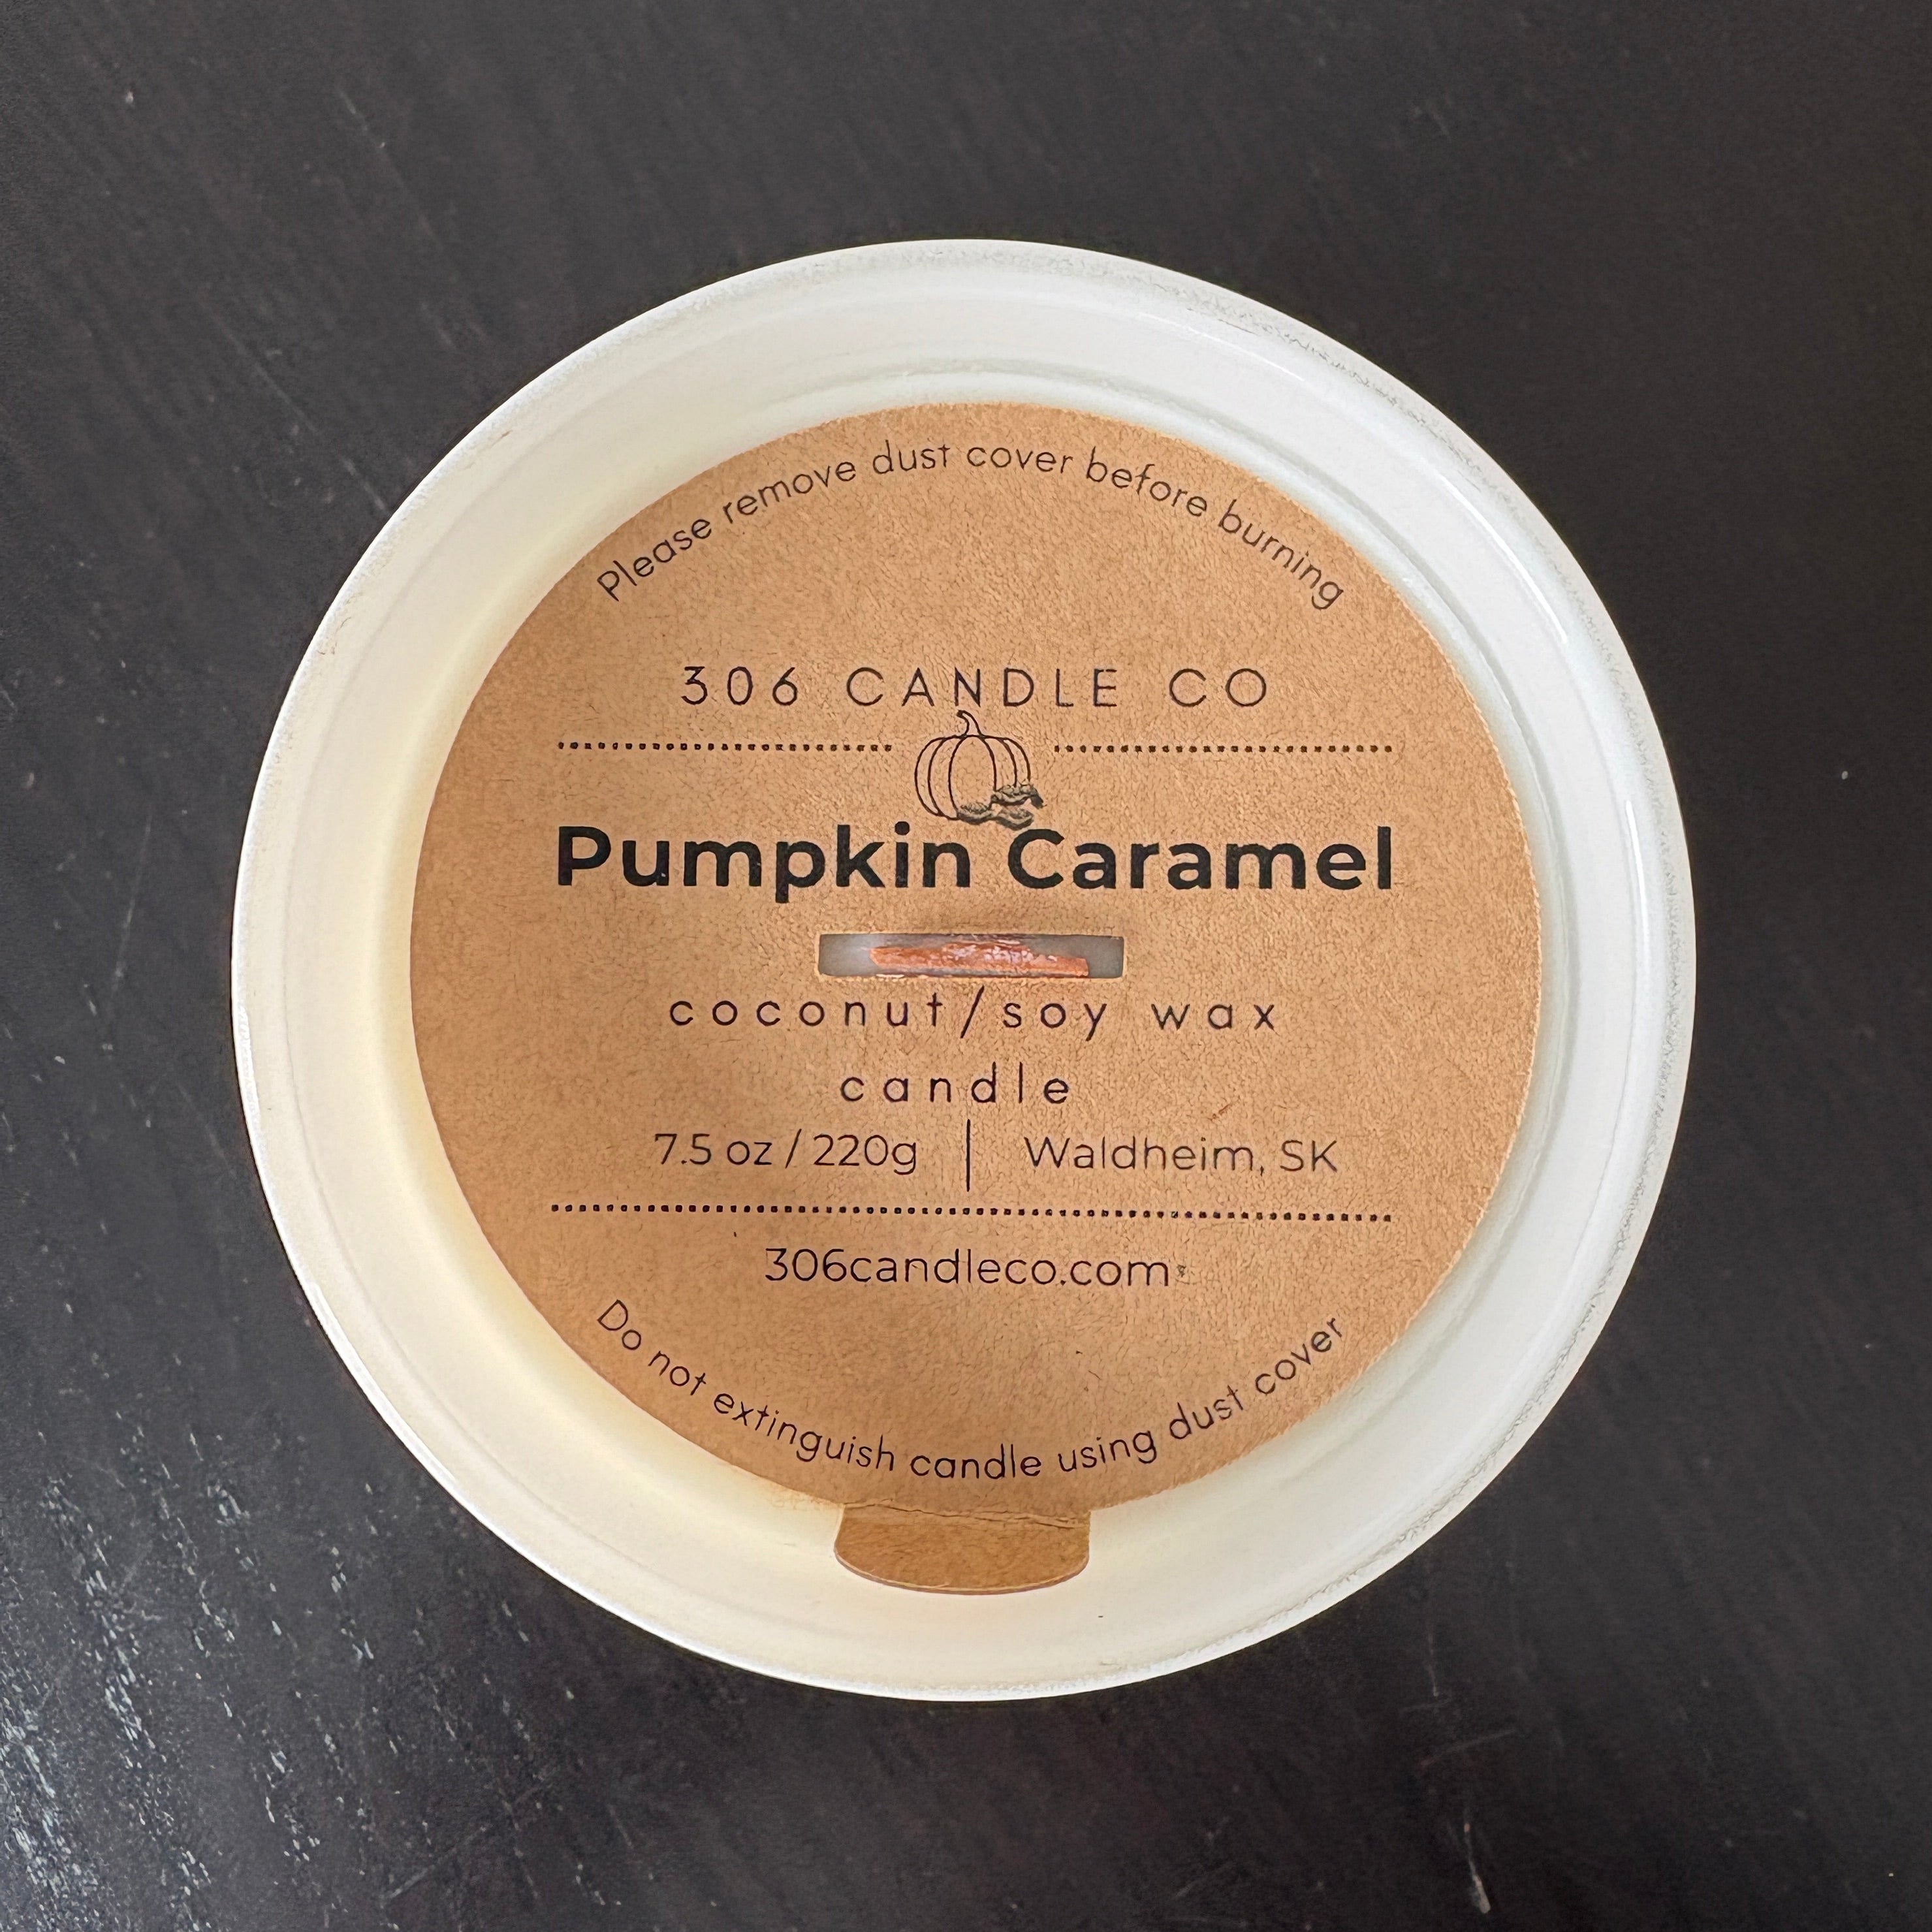 Please remove dust cover before burning
306 CANDLE CO
Pumpkin Caramel
coconut/soy wax
candle
7.5 oz / 220g | Waldheim, SK
306candleco.com
Do not extinguish candle using dust cover